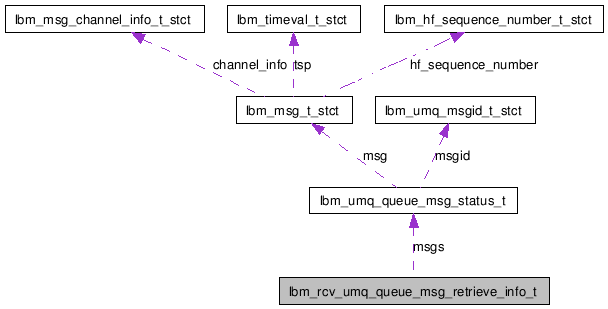 lbm_msg_channel_info_t_stct
lbm_timeval_t_stct
lbm_hf_sequence_number_t_stct
channel_info
tsp
hf_sequence_number
lbm_msg_t_stct
lbm_umq_msgid_t_stct
msg
msgid
lbm_umq_queue_msg_status_t
msgs
lbm_rcv_umq_queue_msg_retrieve_info_t